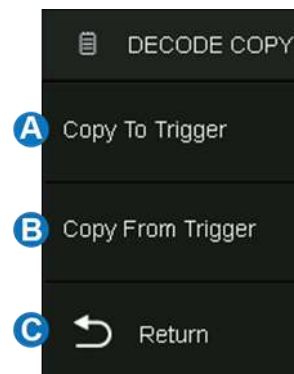 DECODE COPY
A Copy To Trigger
B Copy From Trigger
C Return